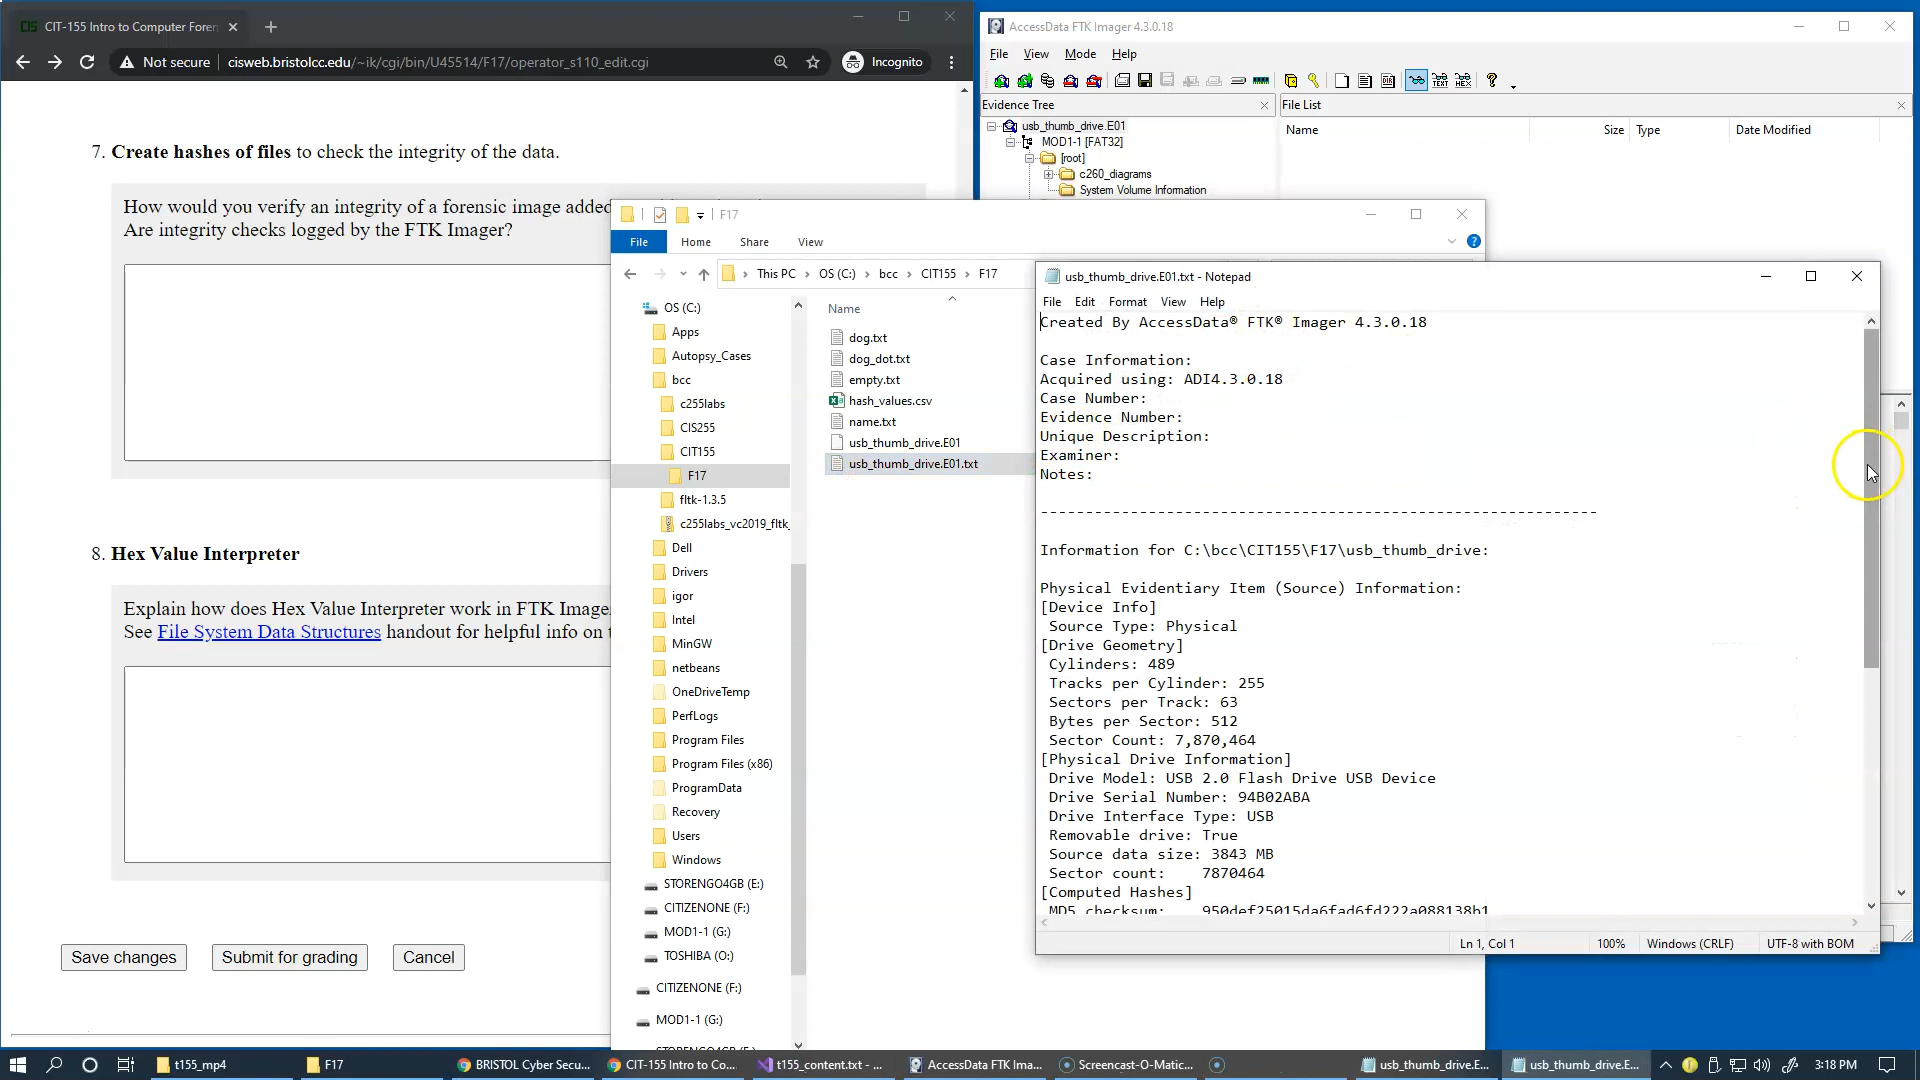 CIT-155 Intro to Computer Foren
Not secure
cisweb.bristolcc.edu/~ik/cgi/bin/U45514/F17/operator_s110_edit.cgi
Incognito
7. Create hashes of files to check the integrity of the data.
How would you verify an integrity of a forensic image added
Are integrity checks logged by the FTK Imager?
8. Hex Value Interpreter
Explain how does Hex Value Interpreter work in FTK Image
See File System Data Structures handout for helpful info on
Save changes
Submit for grading
Cancel
AccessData FTK Imager 4.3.0.18
File View Mode Help
Evidence Tree
File List
usb_thumb_drive.E01
MOD1-1 [FAT32]
[root]
c260_diagrams
System Volume Information
Name
Size
Type
Date Modified
F17
File
Home
Share
View
This PC
OS (C:)
bcc
CIT155
F17
OS (C:)
Apps
Autopsy_Cases
bcc
c255labs
CIS255
CIT155
F17
fltk-1.3.5
c255labs_vc2019_fltk_
Dell
Drivers
igor
Intel
MinGW
netbeans
OneDriveTemp
PerfLogs
Program Files
Program Files (x86)
ProgramData
Recovery
Users
Windows
STORENGO4GB (E:)
CITIZENONE (F:)
MOD1-1 (G:)
TOSHIBA (O:)
CITIZENONE (F:)
MOD1-1 (G:)
Name
dog.txt
dog_dot.txt
empty.txt
hash_values.csv
name.txt
usb_thumb_drive.E01
usb_thumb_drive.E01.txt
usb_thumb_drive.E01.txt - Notepad
File Edit Format View Help
Created By AccessData® FTK® Imager 4.3.0.18
Case Information:
Acquired using: ADI4.3.0.18
Case Number:
Evidence Number:
Unique Description:
Examiner:
Notes:
--------------------------------------------------------------
Information for C:\bcc\CIT155\F17\usb_thumb_drive:
Physical Evidentiary Item (Source) Information:
[Device Info]
Source Type: Physical
[Drive Geometry]
Cylinders: 489
Tracks per Cylinder: 255
Sectors per Track: 63
Bytes per Sector: 512
Sector Count: 7,870,464
[Physical Drive Information]
Drive Model: USB 2.0 Flash Drive USB Device
Drive Serial Number: 94B02ABA
Drive Interface Type: USB
Removable drive: True
Source data size: 3843 MB
Sector count: 7870464
[Computed Hashes]
MD5 checksum: 950def25015da6fad6fd222a088138b1
Ln 1, Col 1
100%
Windows (CRLF)
UTF-8 with BOM
t155_mp4
F17
BRISTOL Cyber Secu...
CIT-155 Intro to Co...
t155_content.txt - ...
AccessData FTK Ima...
Screencast-O-Matic...
usb_thumb_drive.E...
usb_thumb_drive.E...
3:18 PM